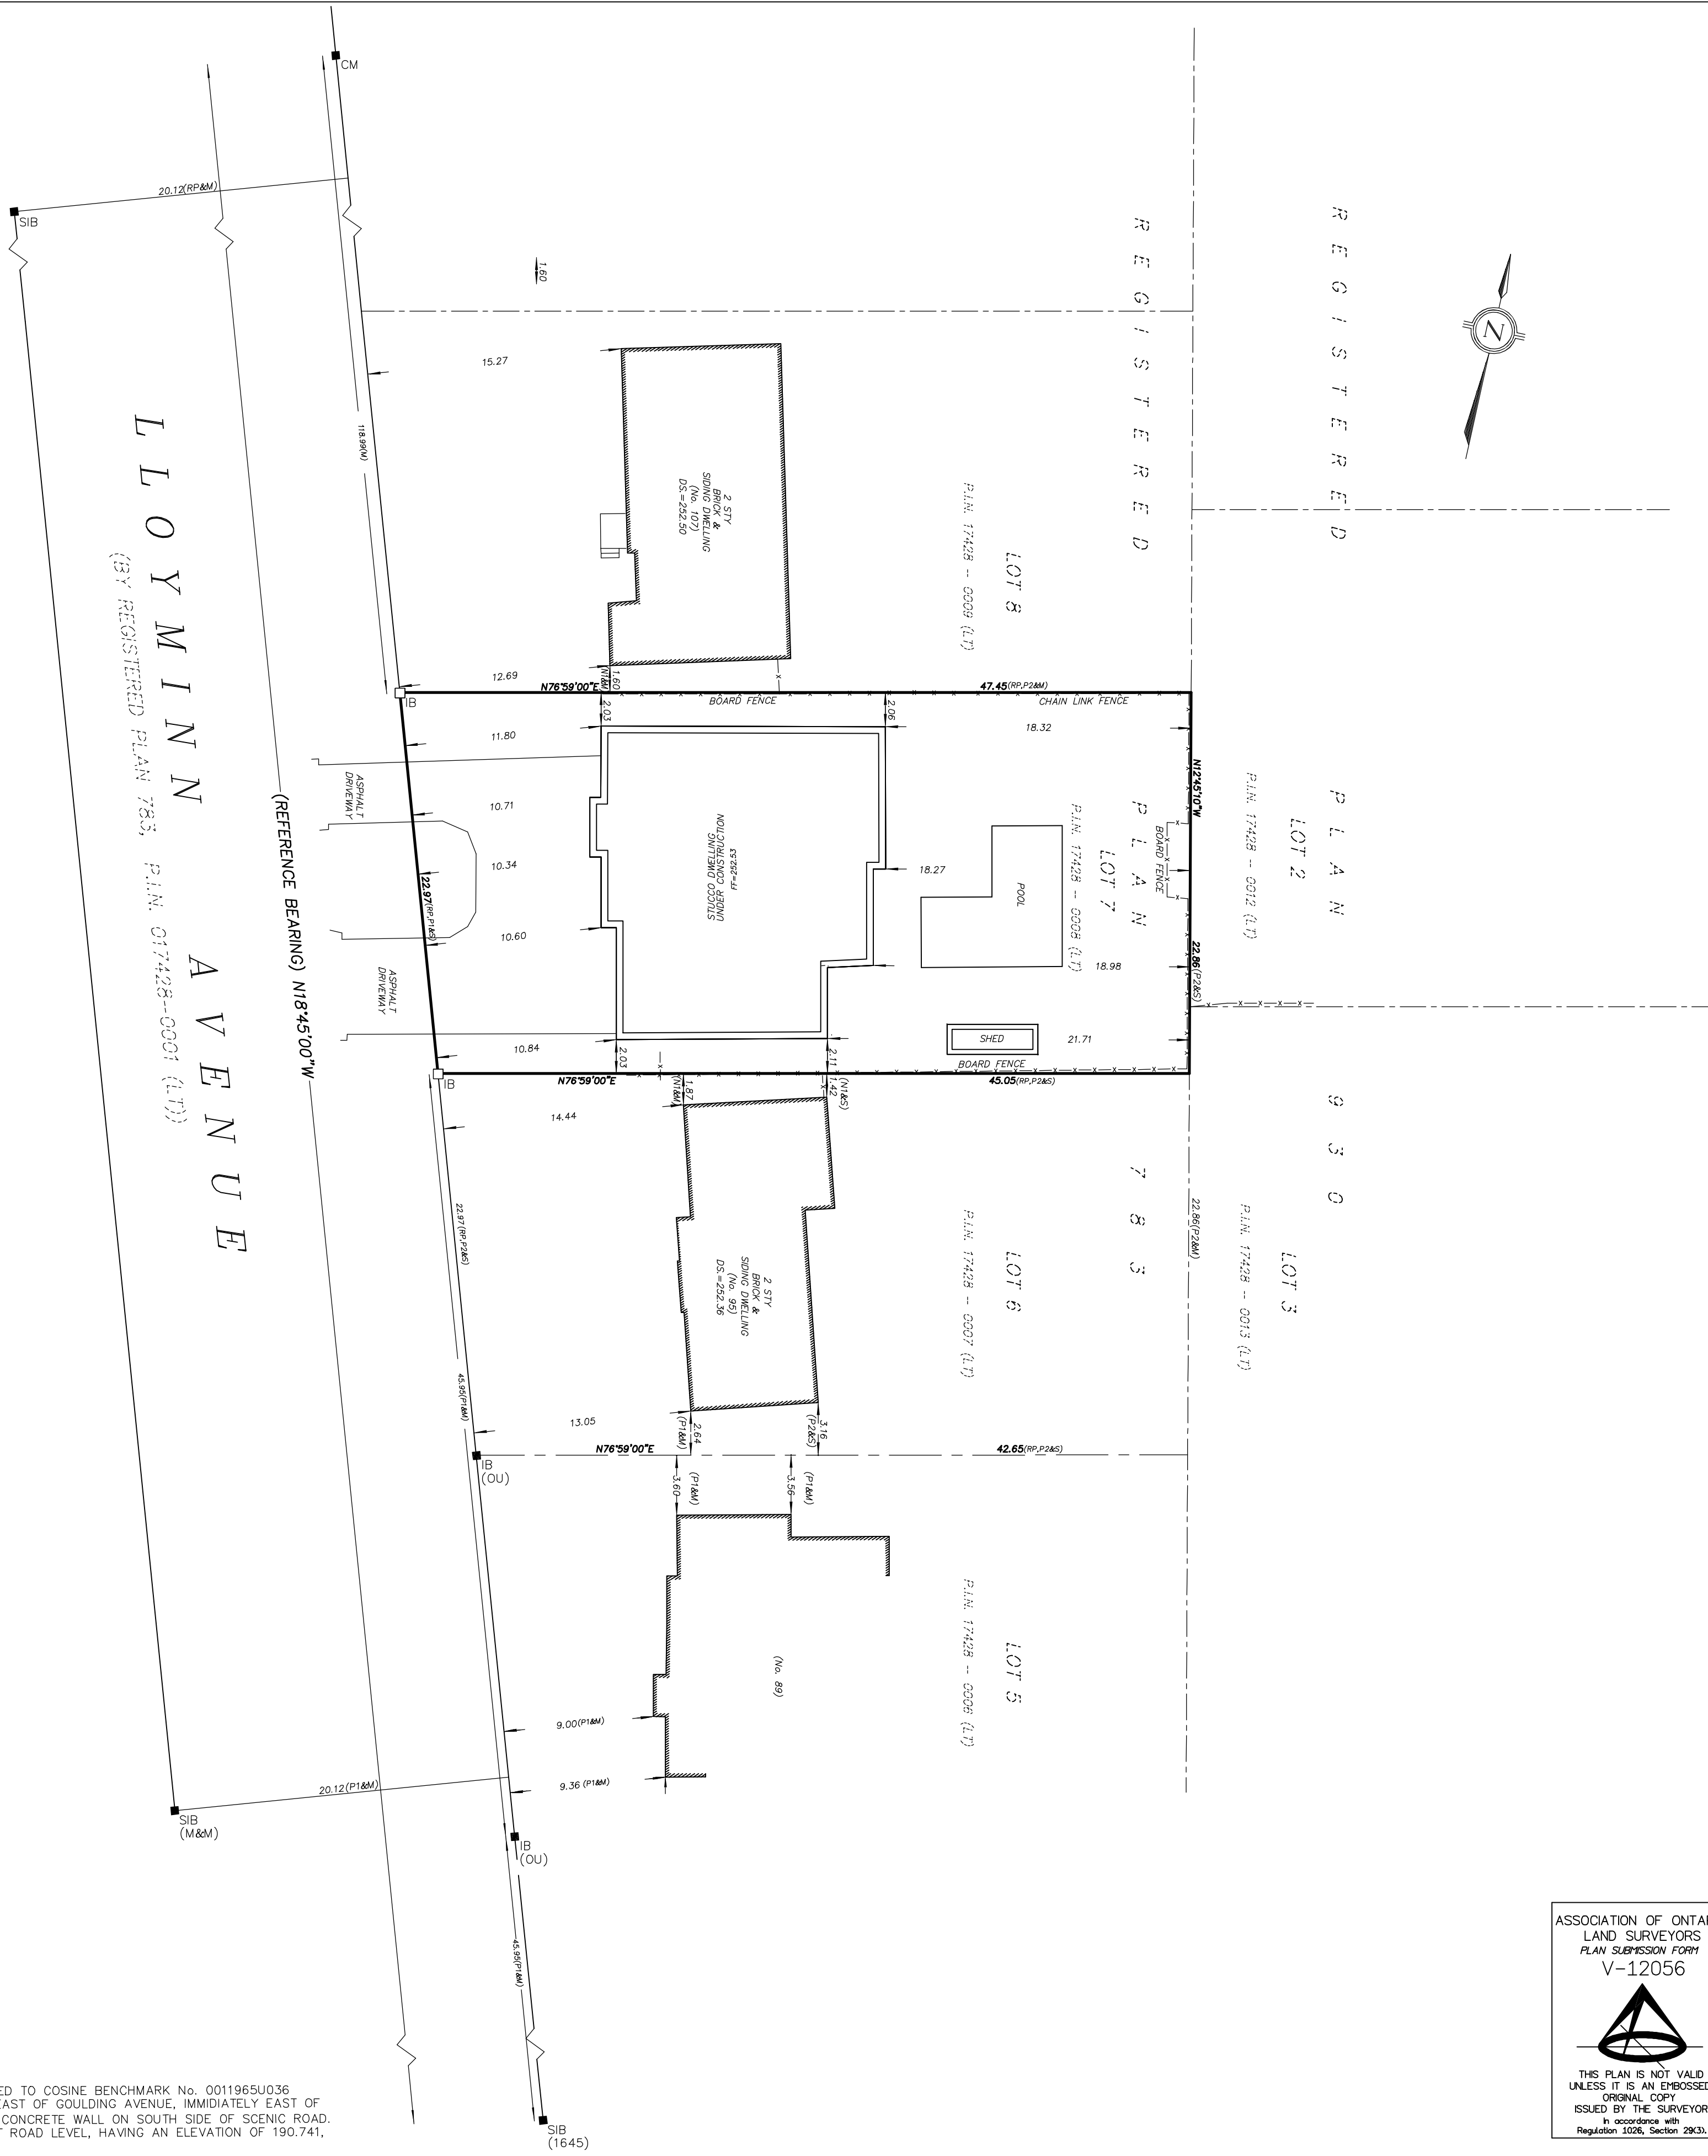 CM
20.12(RP&M)
SIB
1.60
15.27
118.99(M)
2 STY
BRICK &
SIDING DWELLING
(No. 107)
DS.=252.50
LOT 8
P.I.N. 17428 -- 0009 (LT)
REGISTERED
REGISTERED
N
LLOYMINN AVENUE
(BY REGISTERED PLAN 783, P.I.N. 017428--0001 (LT))
(REFERENCE BEARING) N18°45'00"W
12.69
IB
N76°59'00"E
1.60
(N1&M)
47.45(RP,P2&M)
BOARD FENCE
CHAIN LINK FENCE
2.03
2.06
18.32
11.80
ASPHALT
DRIVEWAY
10.71
10.34
22.97(RP,P1&S)
10.60
ASPHALT
DRIVEWAY
10.84
STUCCO DWELLING
UNDER CONSTRUCTION
FF=252.53
18.27
POOL
LOT 7
P.I.N. 17428 -- 0008 (LT)
PLAN
BOARD FENCE
N12°45'10"W
22.86(P2&S)
P.I.N. 17428 -- 0012 (LT)
LOT 2
PLAN
18.98
SHED
21.71
BOARD FENCE
2.03
2.11
IB
N76°59'00"E
45.05(RP,P2&S)
1.87
(N1&M)
1.42
(N1&S)
14.44
930
783
22.97(RP,P2&S)
2 STY
BRICK &
SIDING DWELLING
(No. 95)
DS.=252.36
LOT 6
P.I.N. 17428 -- 0007 (LT)
22.86(P2&M)
P.I.N. 17428 -- 0013 (LT)
LOT 3
45.95(P1&M)
13.05
2.64
(P1&M)
3.16
(P2&S)
N76°59'00"E
42.65(RP,P2&S)
IB
(OU)
3.60
(P1&M)
3.56
(P1&M)
LOT 5
P.I.N. 17428 -- 0006 (LT)
(No. 89)
9.00(P1&M)
9.36 (P1&M)
20.12(P1&M)
SIB
(M&M)
IB
(OU)
45.95(P1&M)
SIB
(1645)
ED TO COSINE BENCHMARK No. 0011965U036
EAST OF GOULDING AVENUE, IMMIDIATELY EAST OF
CONCRETE WALL ON SOUTH SIDE OF SCENIC ROAD.
T ROAD LEVEL, HAVING AN ELEVATION OF 190.741,
ASSOCIATION OF ONTA
LAND SURVEYORS
PLAN SUBMISSION FORM
V-12056
THIS PLAN IS NOT VALID
UNLESS IT IS AN EMBOSSED
ORIGINAL COPY
ISSUED BY THE SURVEYOR
In accordance with
Regulation 1026, Section 29(3).